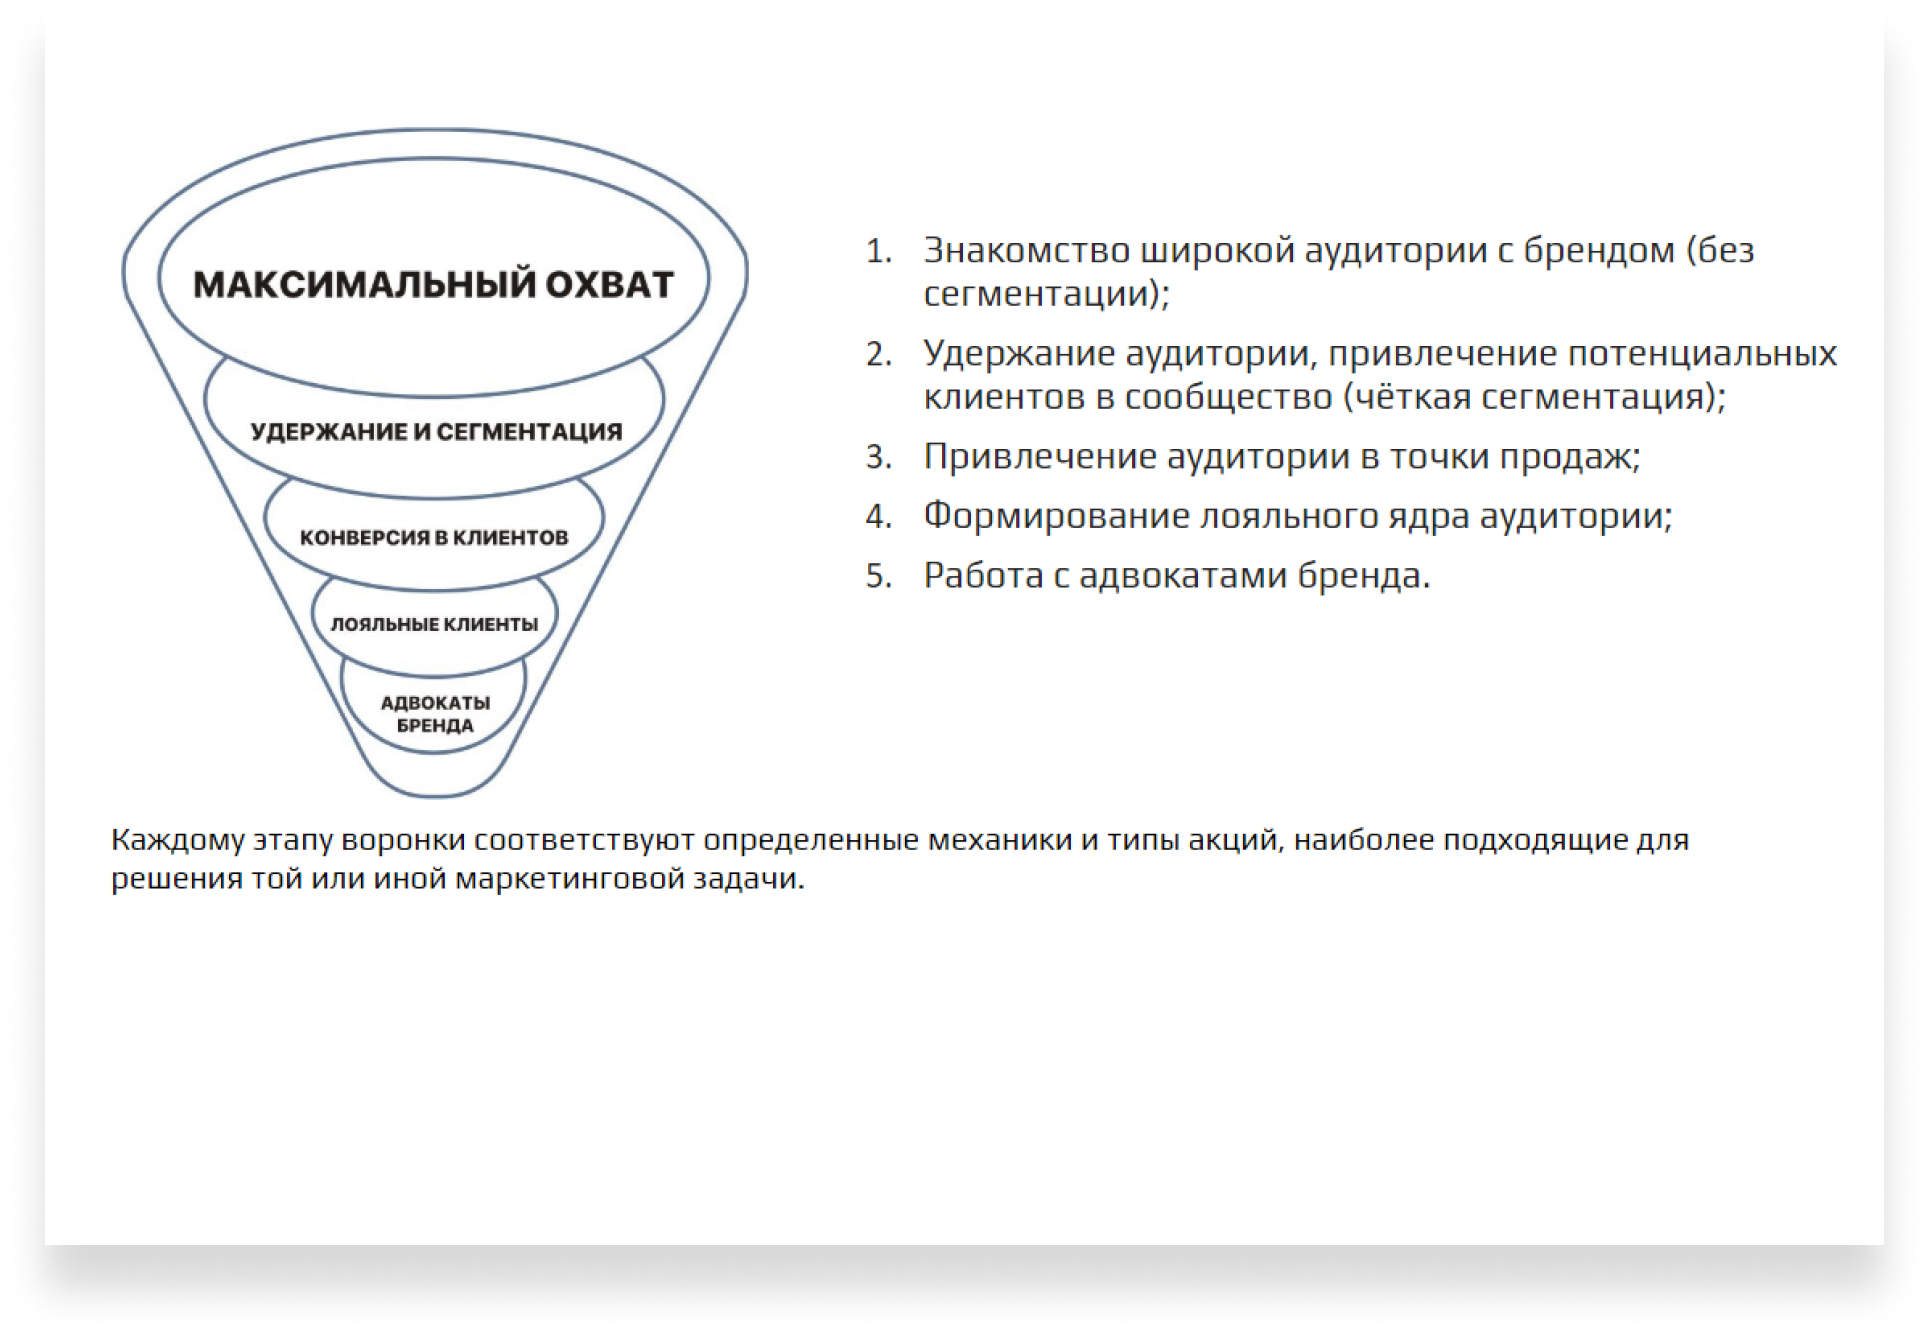 МАКСИМАЛЬНЫЙ ОХВАТ
УДЕРЖАНИЕ И СЕГМЕНТАЦИЯ
КОНВЕРСИЯ В КЛИЕНТОВ
ЛОЯЛЬНЫЕ КЛИЕНТЫ
АДВОКАТЫ
БРЕНДА
1. Знакомство широкой аудитории с брендом (без
сегментации);
2. Удержание аудитории, привлечение потенциальных
клиентов в сообщество (чёткая сегментация);
3. Привлечение аудитории в точки продаж;
4. Формирование лояльного ядра аудитории;
5. Работа с адвокатами бренда.
Каждому этапу воронки соответствуют определенные механики и типы акций, наиболее подходящие для
решения той или иной маркетинговой задачи.